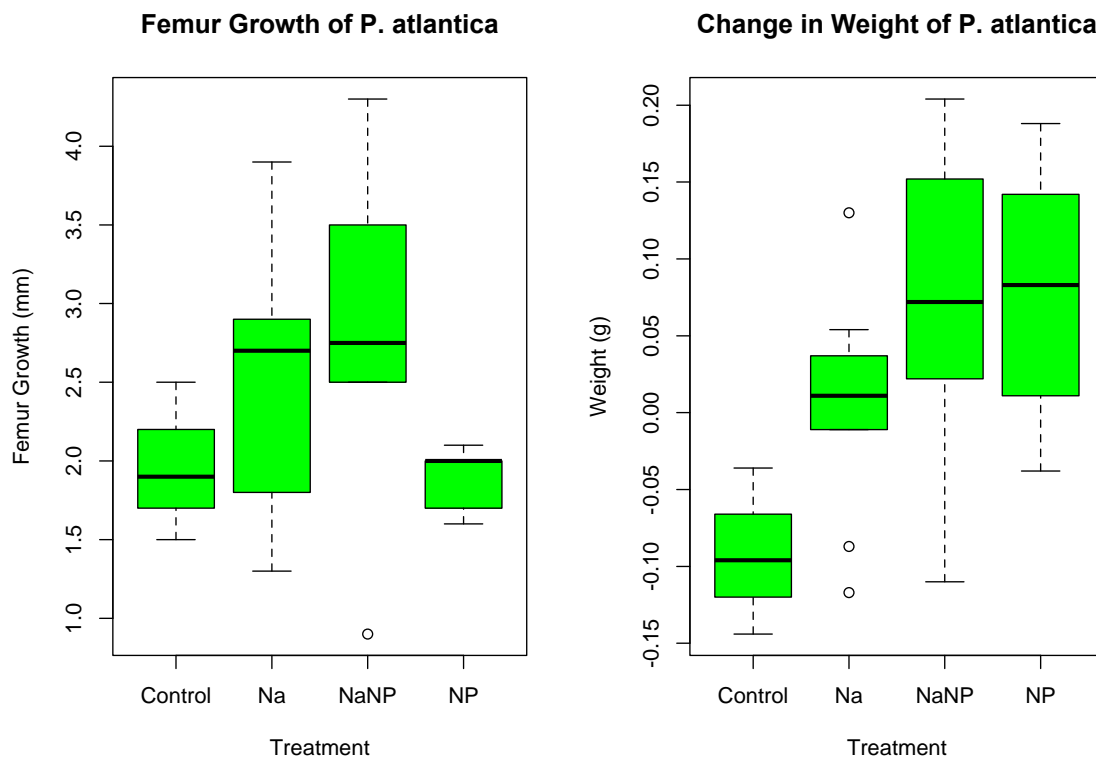 Femur Growth of P. atlantica
Femur Growth (mm)
4.0
3.5
3.0
2.5
2.0
1.5
1.0
Control Na NaNP NP
Treatment
Change in Weight of P. atlantica
Weight (g)
0.20
0.15
0.10
0.05
0.00
-0.05
-0.10
-0.15
Control Na NaNP NP
Treatment